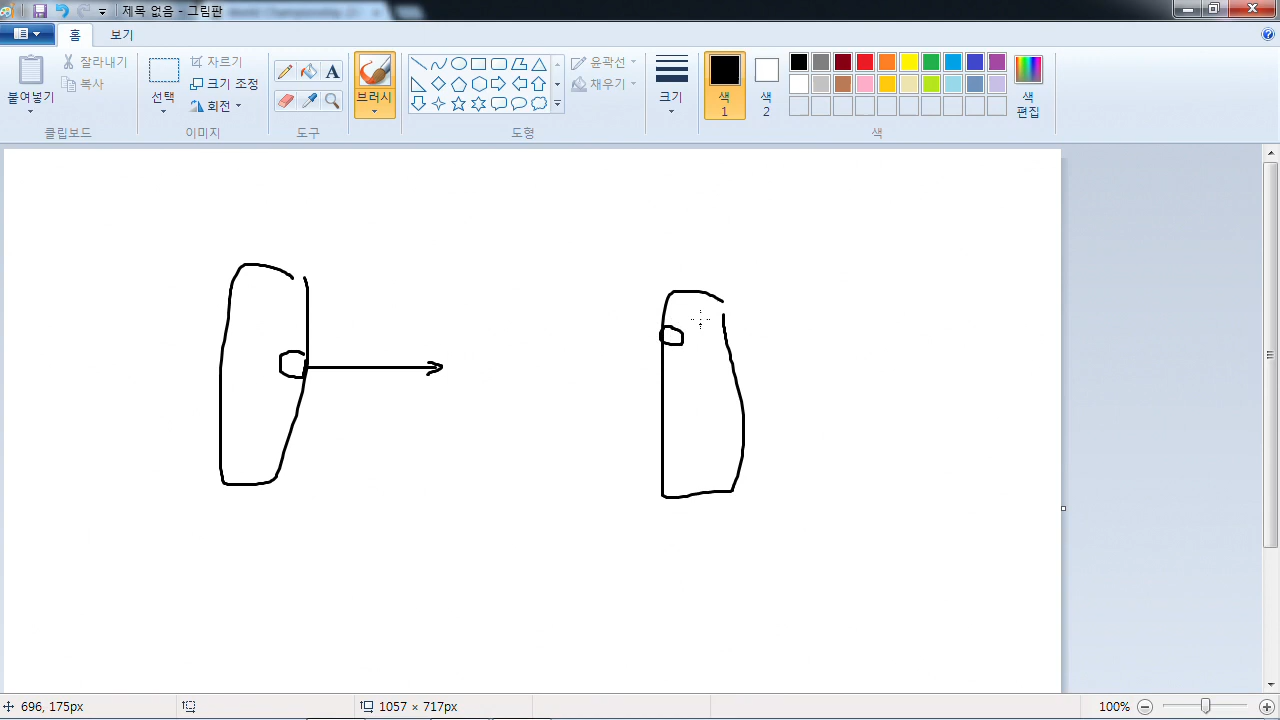 제목 없음 - 그림판
홈
보기
붙여넣기
잘라내기
복사
클립보드
선택
자르기
크기 조정
회전
이미지
A
도구
브러시
윤곽선
채우기
도형
크기
색
1
색
2
색
편집
색
696, 175px
1057 × 717px
100%